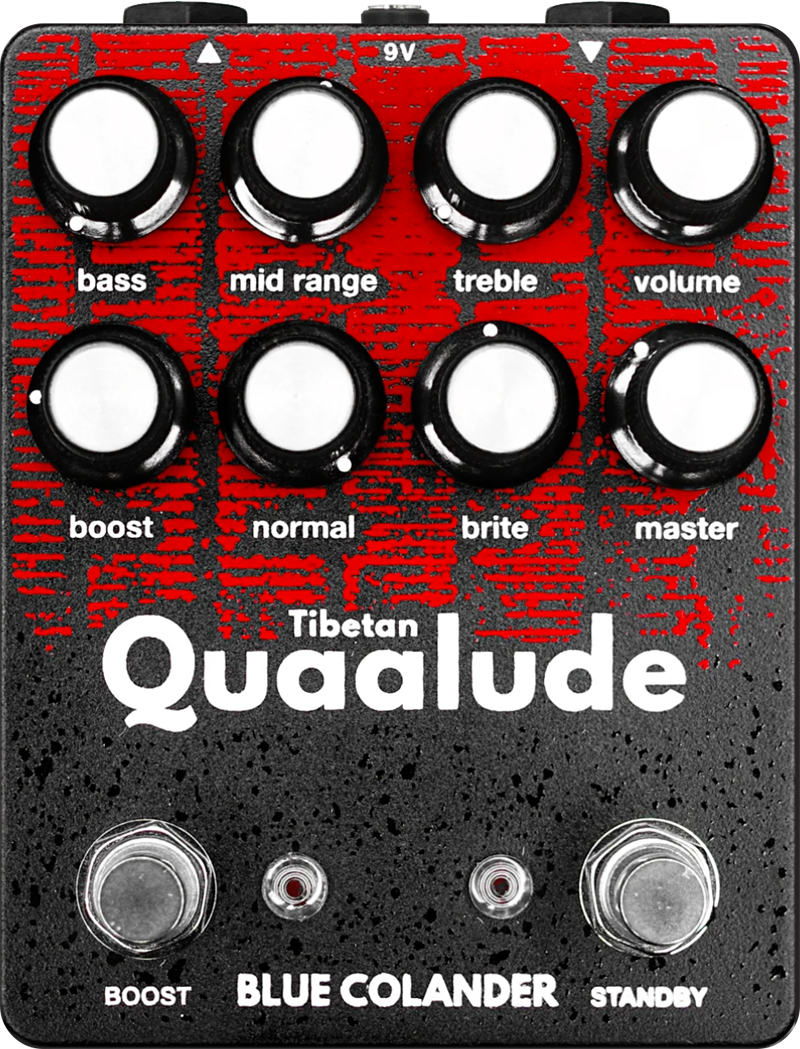 9V
bass mid range treble volume
boost normal brite master
Tibetan
Quaalude
BOOST BLUE COLANDER STANDBY